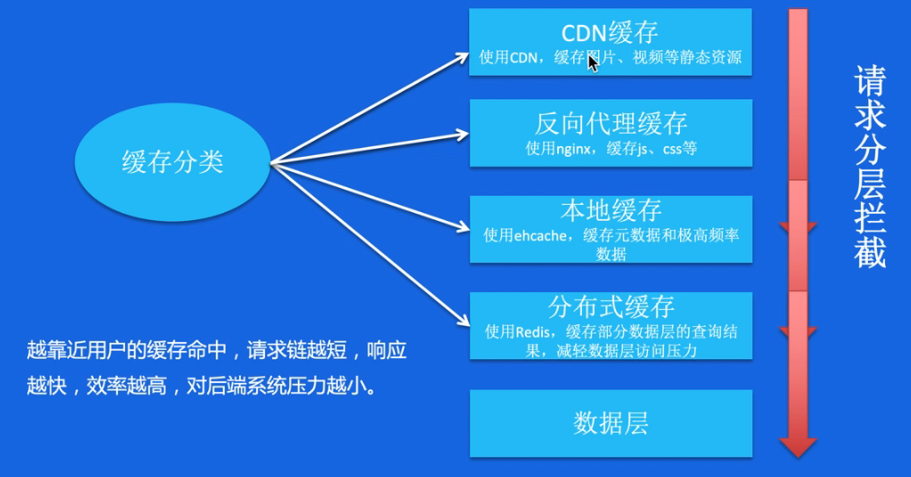 CDN缓存
使用CDN，缓存图片、视频等静态资源
反向代理缓存
使用nginx，缓存js、css等
缓存分类
本地缓存
使用ehcache，缓存元数据和极高频率
数据
分布式缓存
使用Redis，缓存部分数据层的查询结
果，减轻数据层访问压力
数据层
请求分层拦截
越靠近用户的缓存命中，请求链越短，响应
越快，效率越高，对后端系统压力越小。